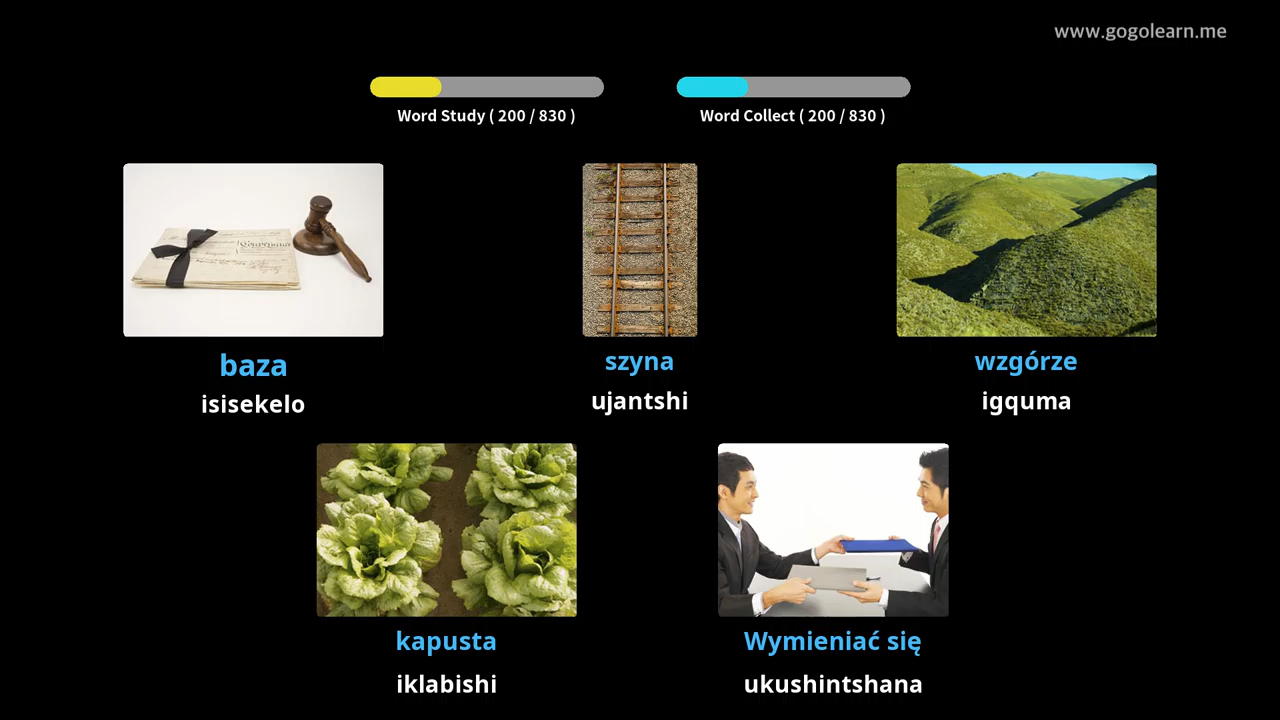 www.gogolearn.me
Word Study ( 200 / 830 )
Word Collect ( 200 / 830 )
baza
isisekelo
szyna
ujantshi
wzgórze
igquma
kapusta
iklabishi
Wymieniać się
ukushintshana